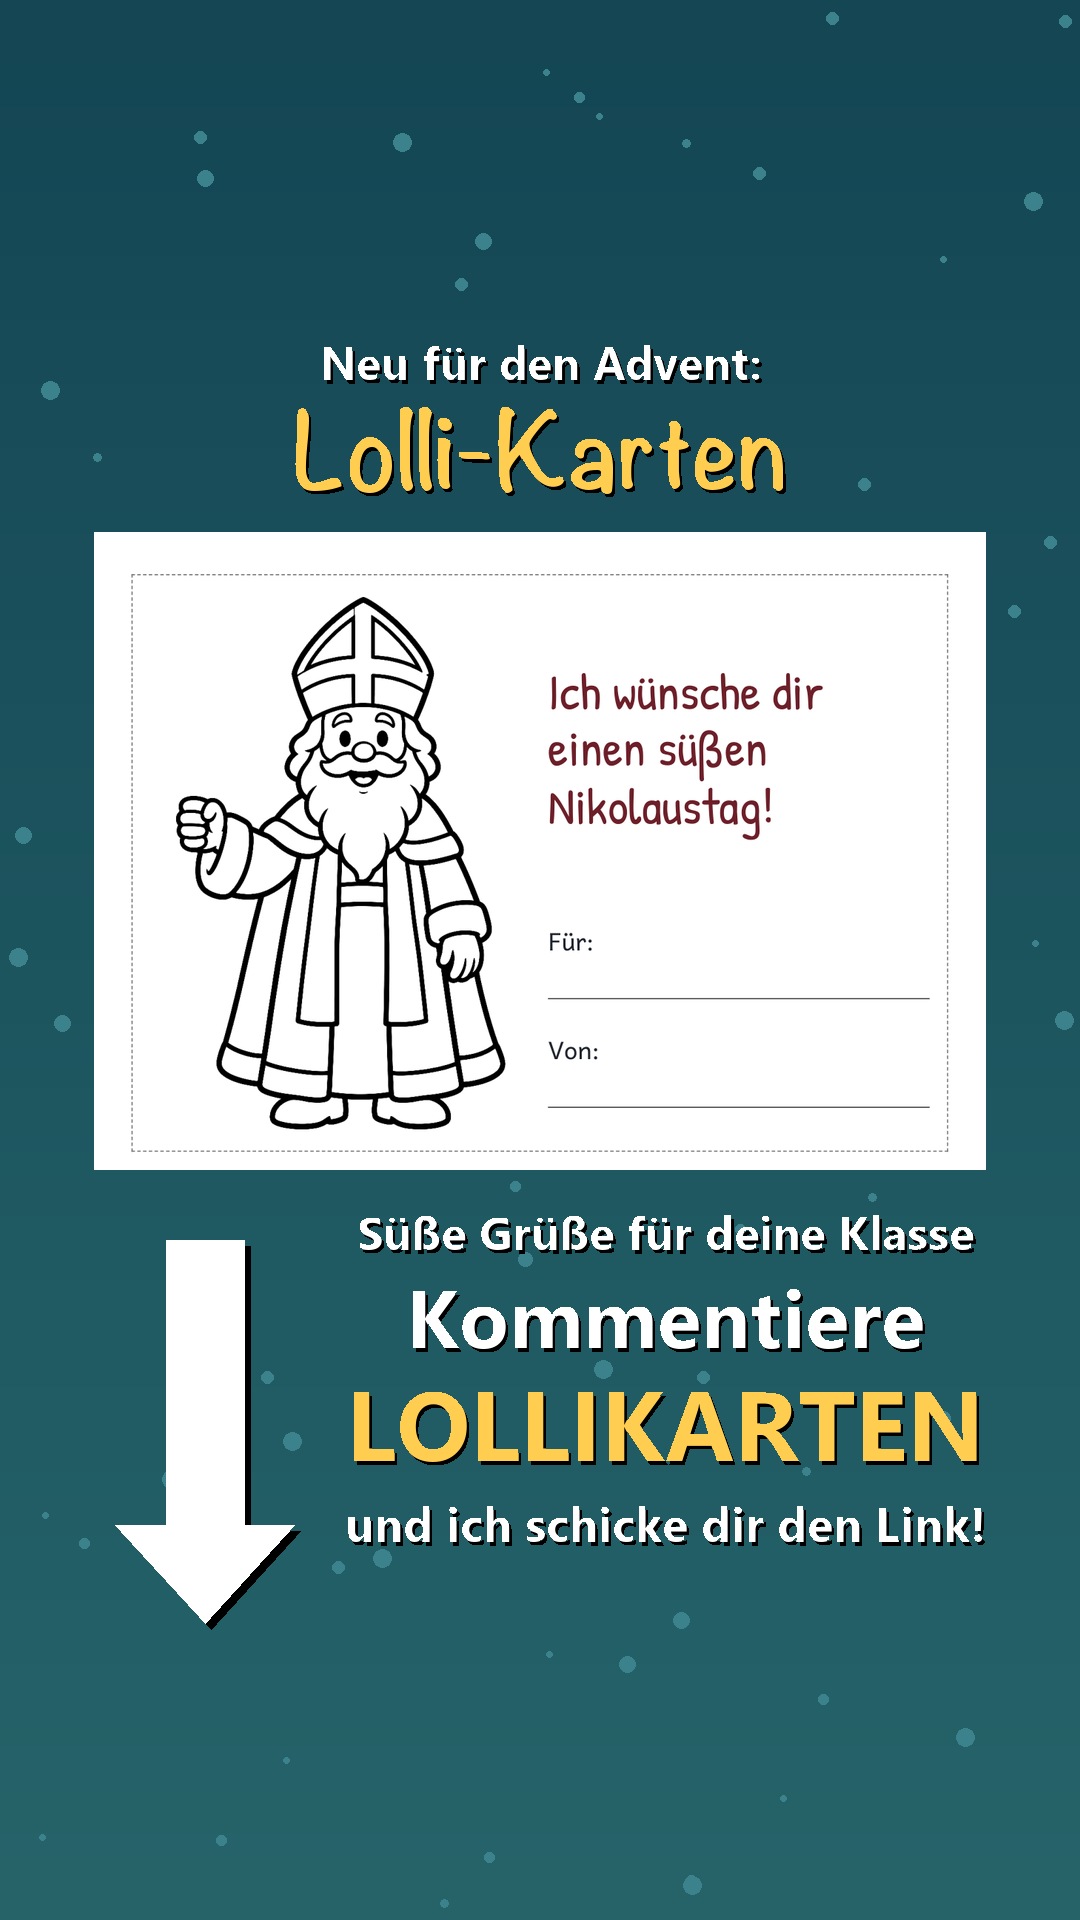 Neu für den Advent:
Lolli-Karten
Ich wünsche dir
einen süßen
Nikolaustag!
Für:
Von:
Süße Grüße für deine Klasse
Kommentiere
LOLLIKARTEN
und ich schicke dir den Link!